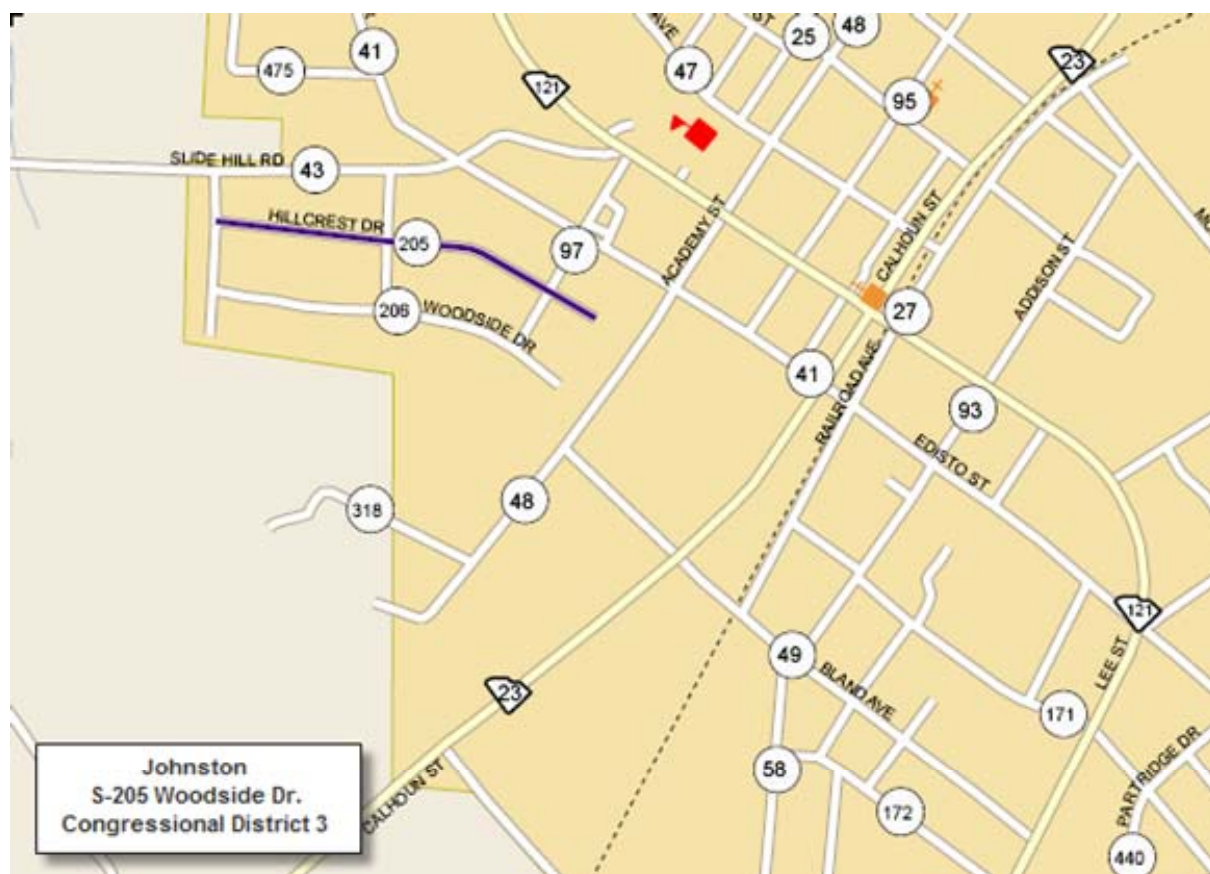 41
475
121
AVE
47
ST
25
48
23
95
SLIDE HILL RD
43
HILLCREST DR
205
97
ACADEMY ST
CALHOUN ST
ADDISON ST
206
WOODSIDE DR
27
41
RAILROAD AVE
93
EDISTO ST
318
48
121
LEE ST
49
BLAND AVE
23
171
58
PARTRIDGE DR
172
CALHOUN ST
440
Johnston
S-205 Woodside Dr.
Congressional District 3